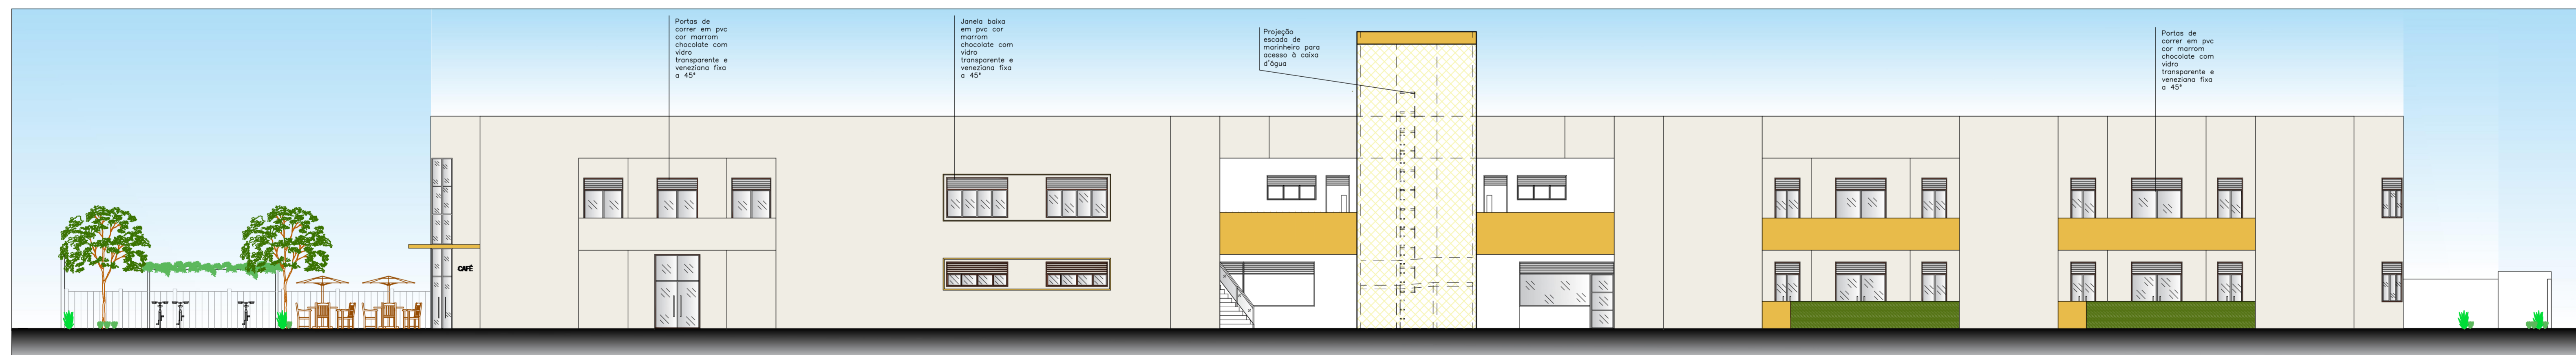 Portas de
correr em pvc
cor marrom
chocolate com
vidro
transparente e
veneziana fixa
a 45°
Janela baixa
em pvc cor
marrom
chocolate com
vidro
transparente e
veneziana fixa
a 45°
Projeção
escada de
marinheiro para
acesso à caixa
d'água
Portas de
correr em pvc
cor marrom
chocolate com
vidro
transparente e
veneziana fixa
a 45°
CAFÉ